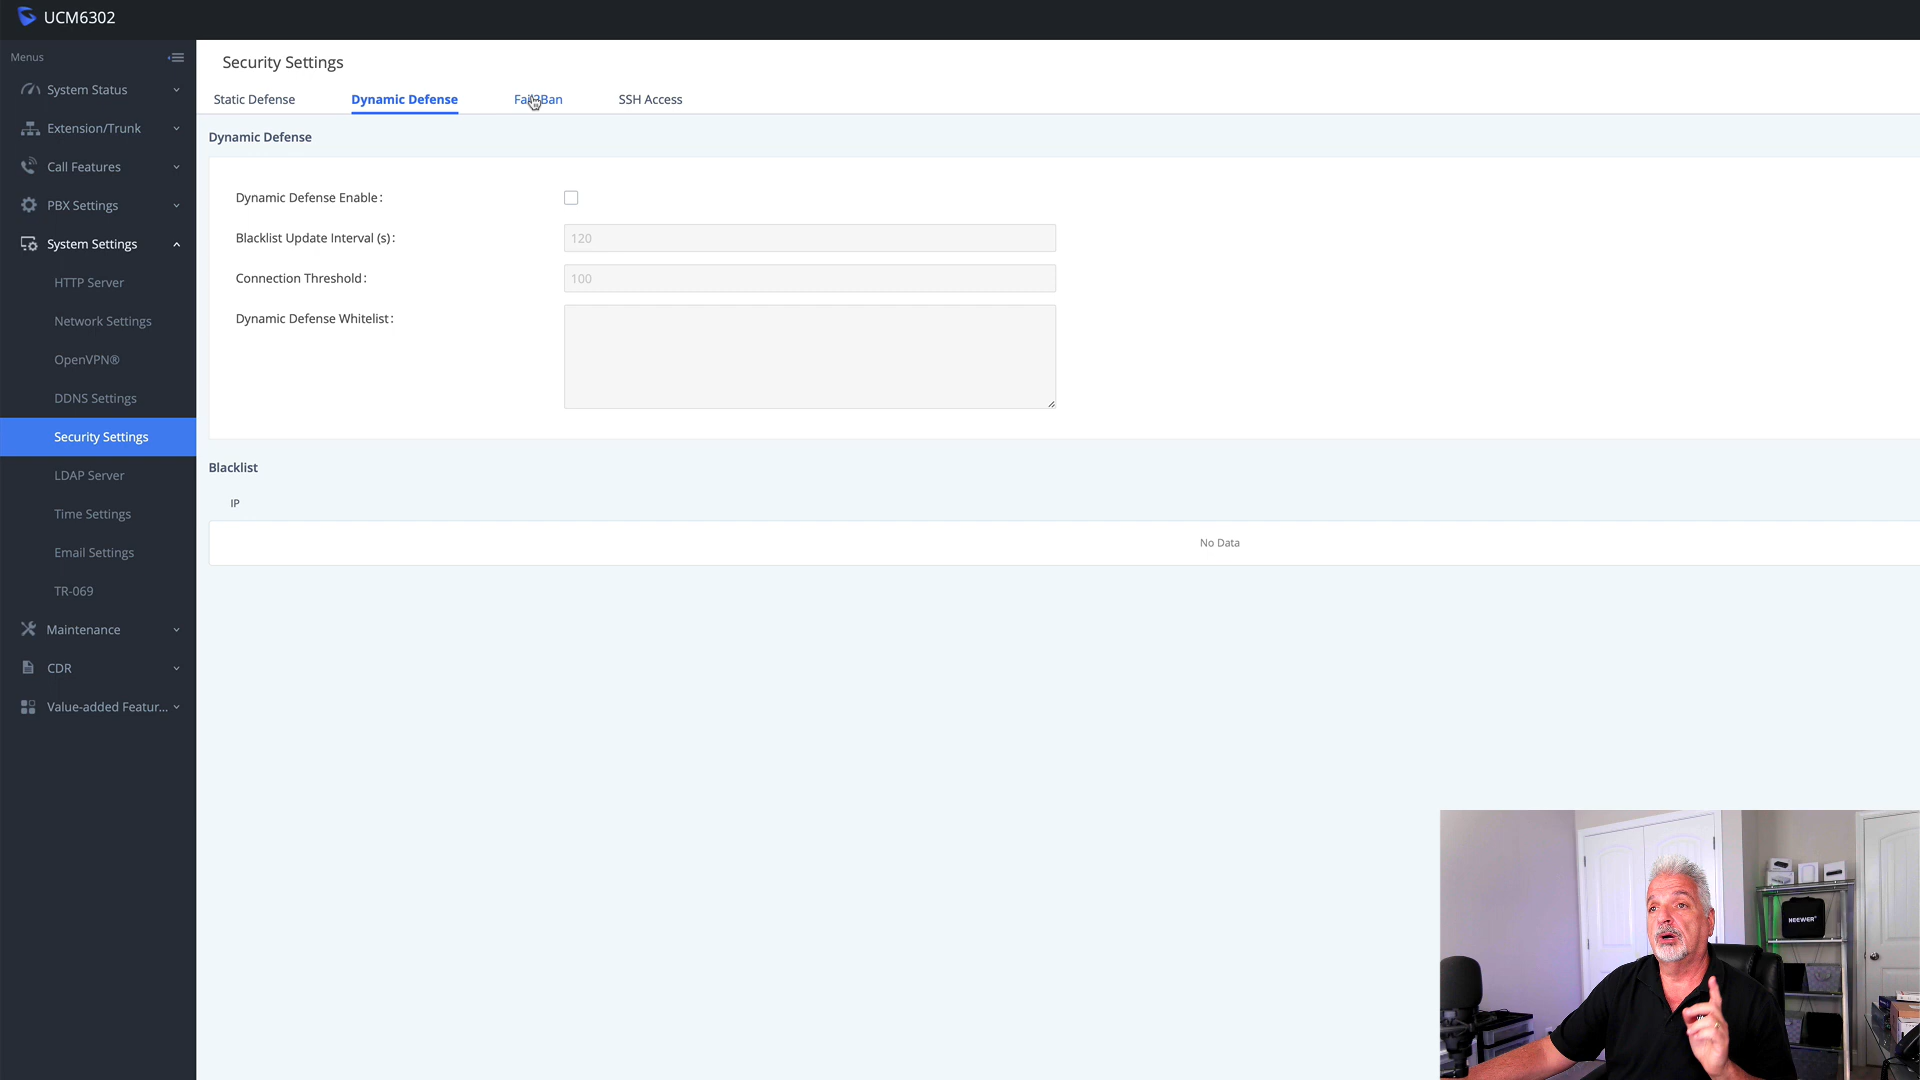 UCM6302
Menus
System Status
Extension/Trunk
Call Features
PBX Settings
System Settings
HTTP Server
Network Settings
OpenVPN®
DDNS Settings
Security Settings
LDAP Server
Time Settings
Email Settings
TR-069
Maintenance
CDR
Value-added Featur...
Security Settings
Static Defense
Dynamic Defense
Fail2Ban
SSH Access
Dynamic Defense
Dynamic Defense Enable:
Blacklist Update Interval (s): 120
Connection Threshold: 100
Dynamic Defense Whitelist:
Blacklist
IP
No Data
NEEWER